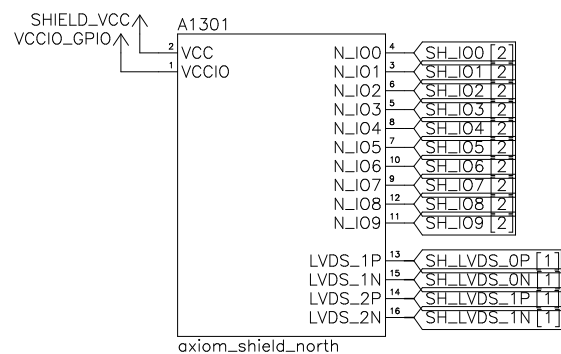 SHIELD_VCC
VCCIO_GPIO
A1301
2 VCC N_IO0 4 SH_IO0 [2]
1 VCCIO N_IO1 3 SH_IO1 [2]
N_IO2 6 SH_IO2 [2]
N_IO3 5 SH_IO3 [2]
N_IO4 8 SH_IO4 [2]
N_IO5 7 SH_IO5 [2]
N_IO6 10 SH_IO6 [2]
N_IO7 9 SH_IO7 [2]
N_IO8 12 SH_IO8 [2]
N_IO9 11 SH_IO9 [2]
LVDS_1P 13 SH_LVDS_0P [1]
LVDS_1N 15 SH_LVDS_0N [1]
LVDS_2P 14 SH_LVDS_1P [1]
LVDS_2N 16 SH_LVDS_1N [1]
axiom_shield_north